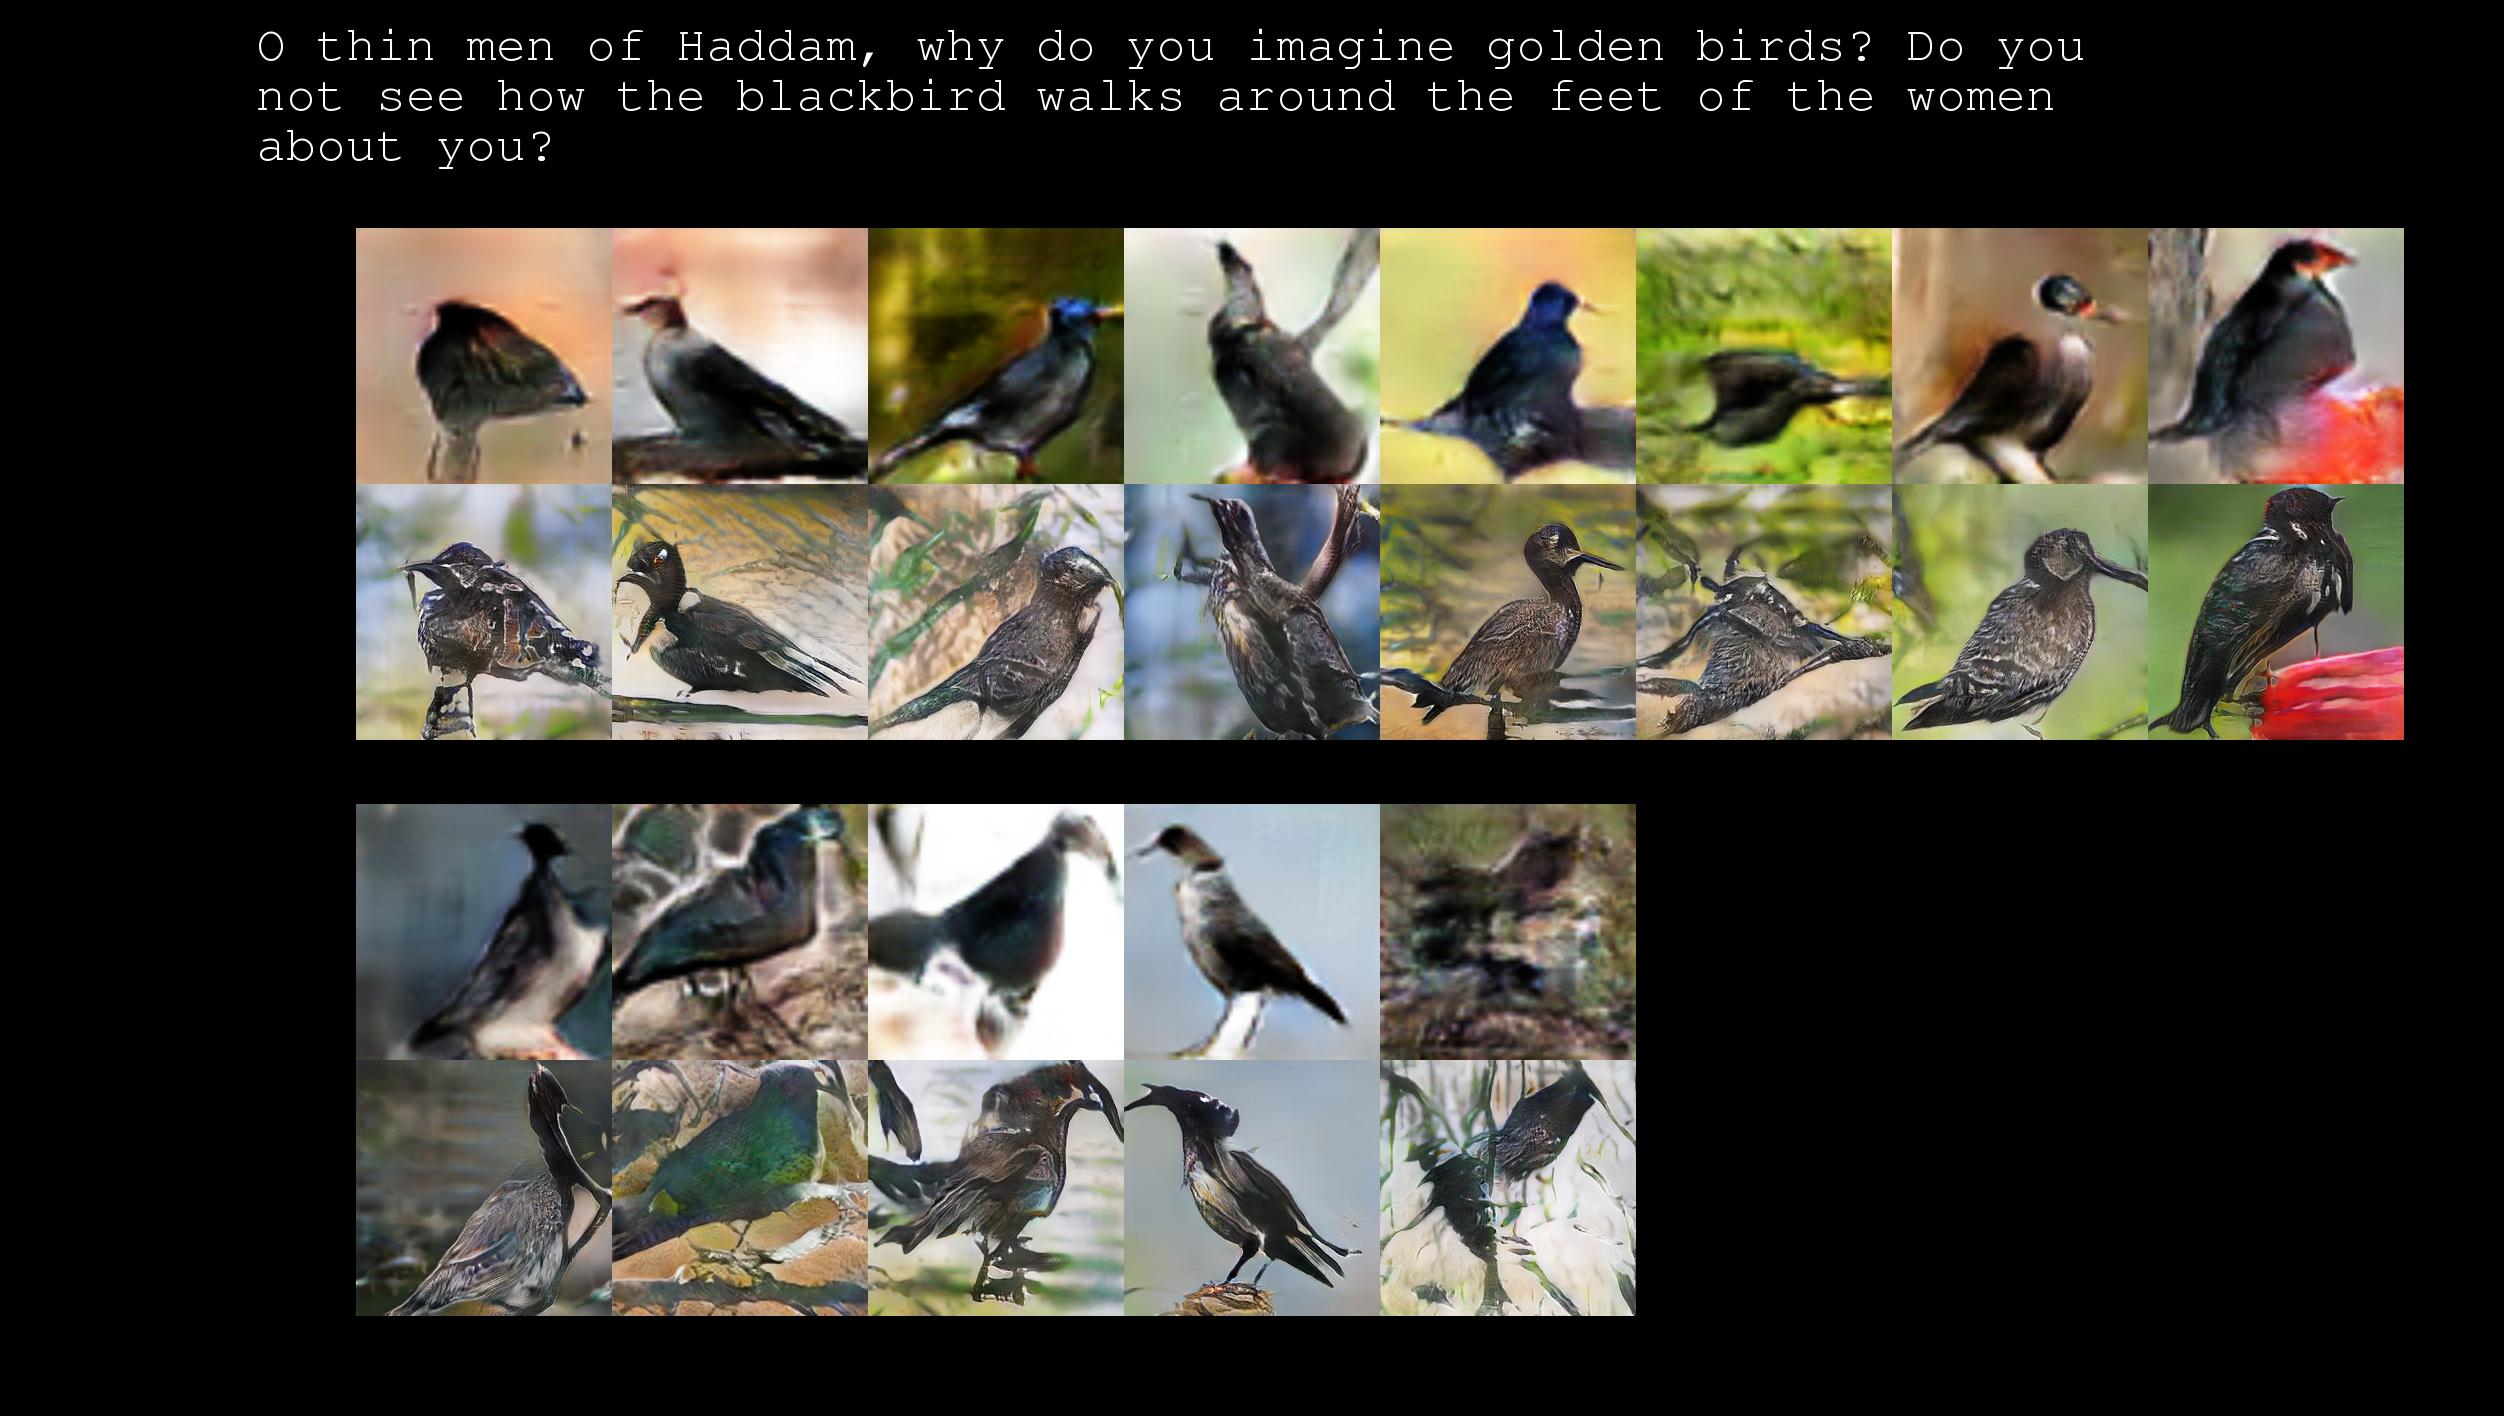 O thin men of Haddam, why do you imagine golden birds? Do you
not see how the blackbird walks around the feet of the women
about you?